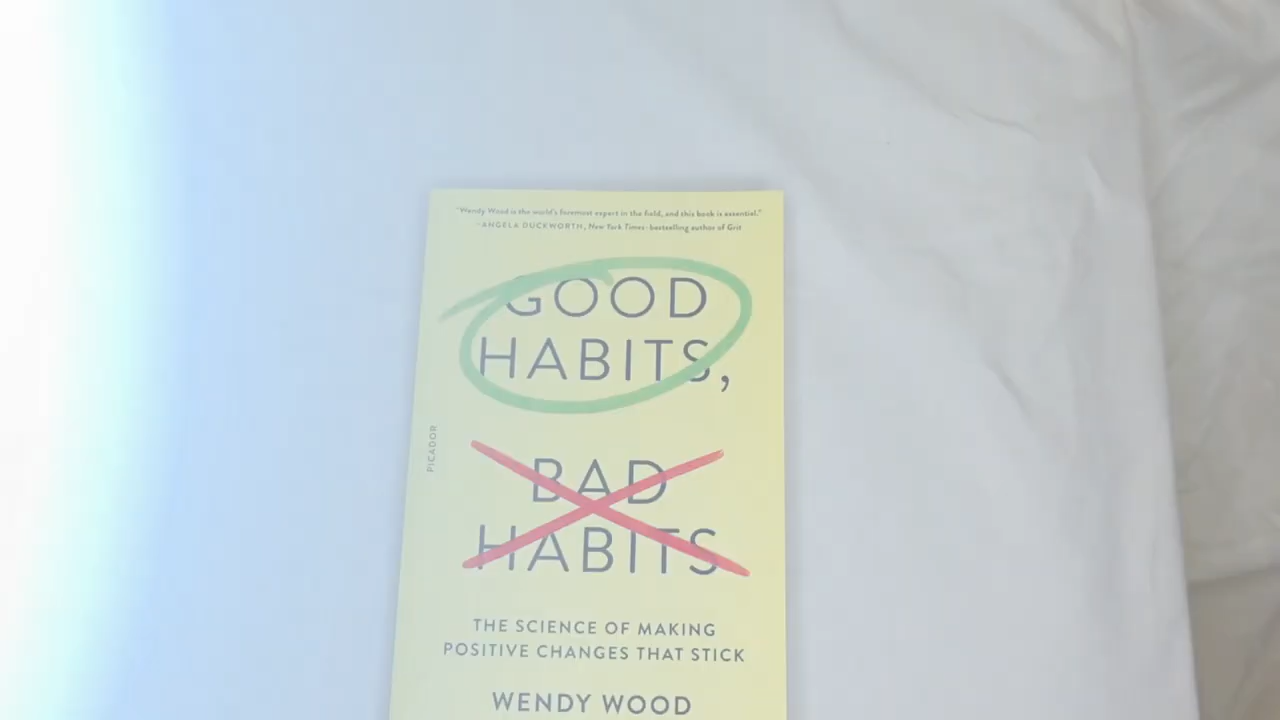 "Wendy Wood is the world's foremost expert in the field, and this book is essential."
—ANGELA DUCKWORTH, New York Times–bestselling author of Grit
GOOD
HABITS,
PICADOR
BAD
HABITS
THE SCIENCE OF MAKING
POSITIVE CHANGES THAT STICK
WENDY WOOD